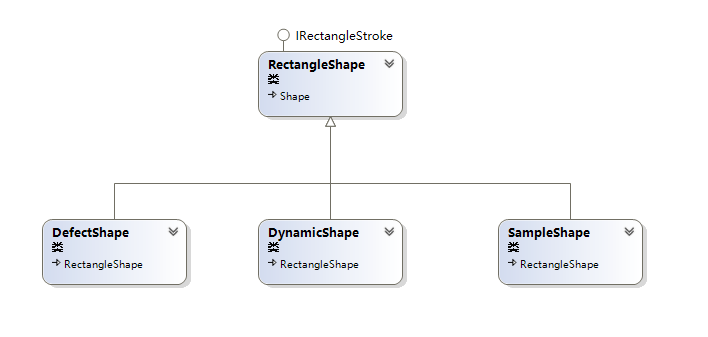 IRectangleStroke
RectangleShape
Shape
DefectShape
RectangleShape
DynamicShape
RectangleShape
SampleShape
RectangleShape